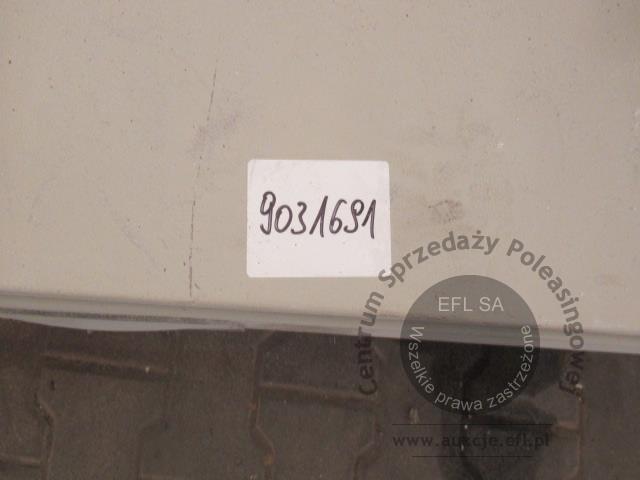 9031691
Centrum Sprzedaży Poleasingowej
EFL SA
Wszelkie prawa zastrzeżone
www.aukcje.efl.pl